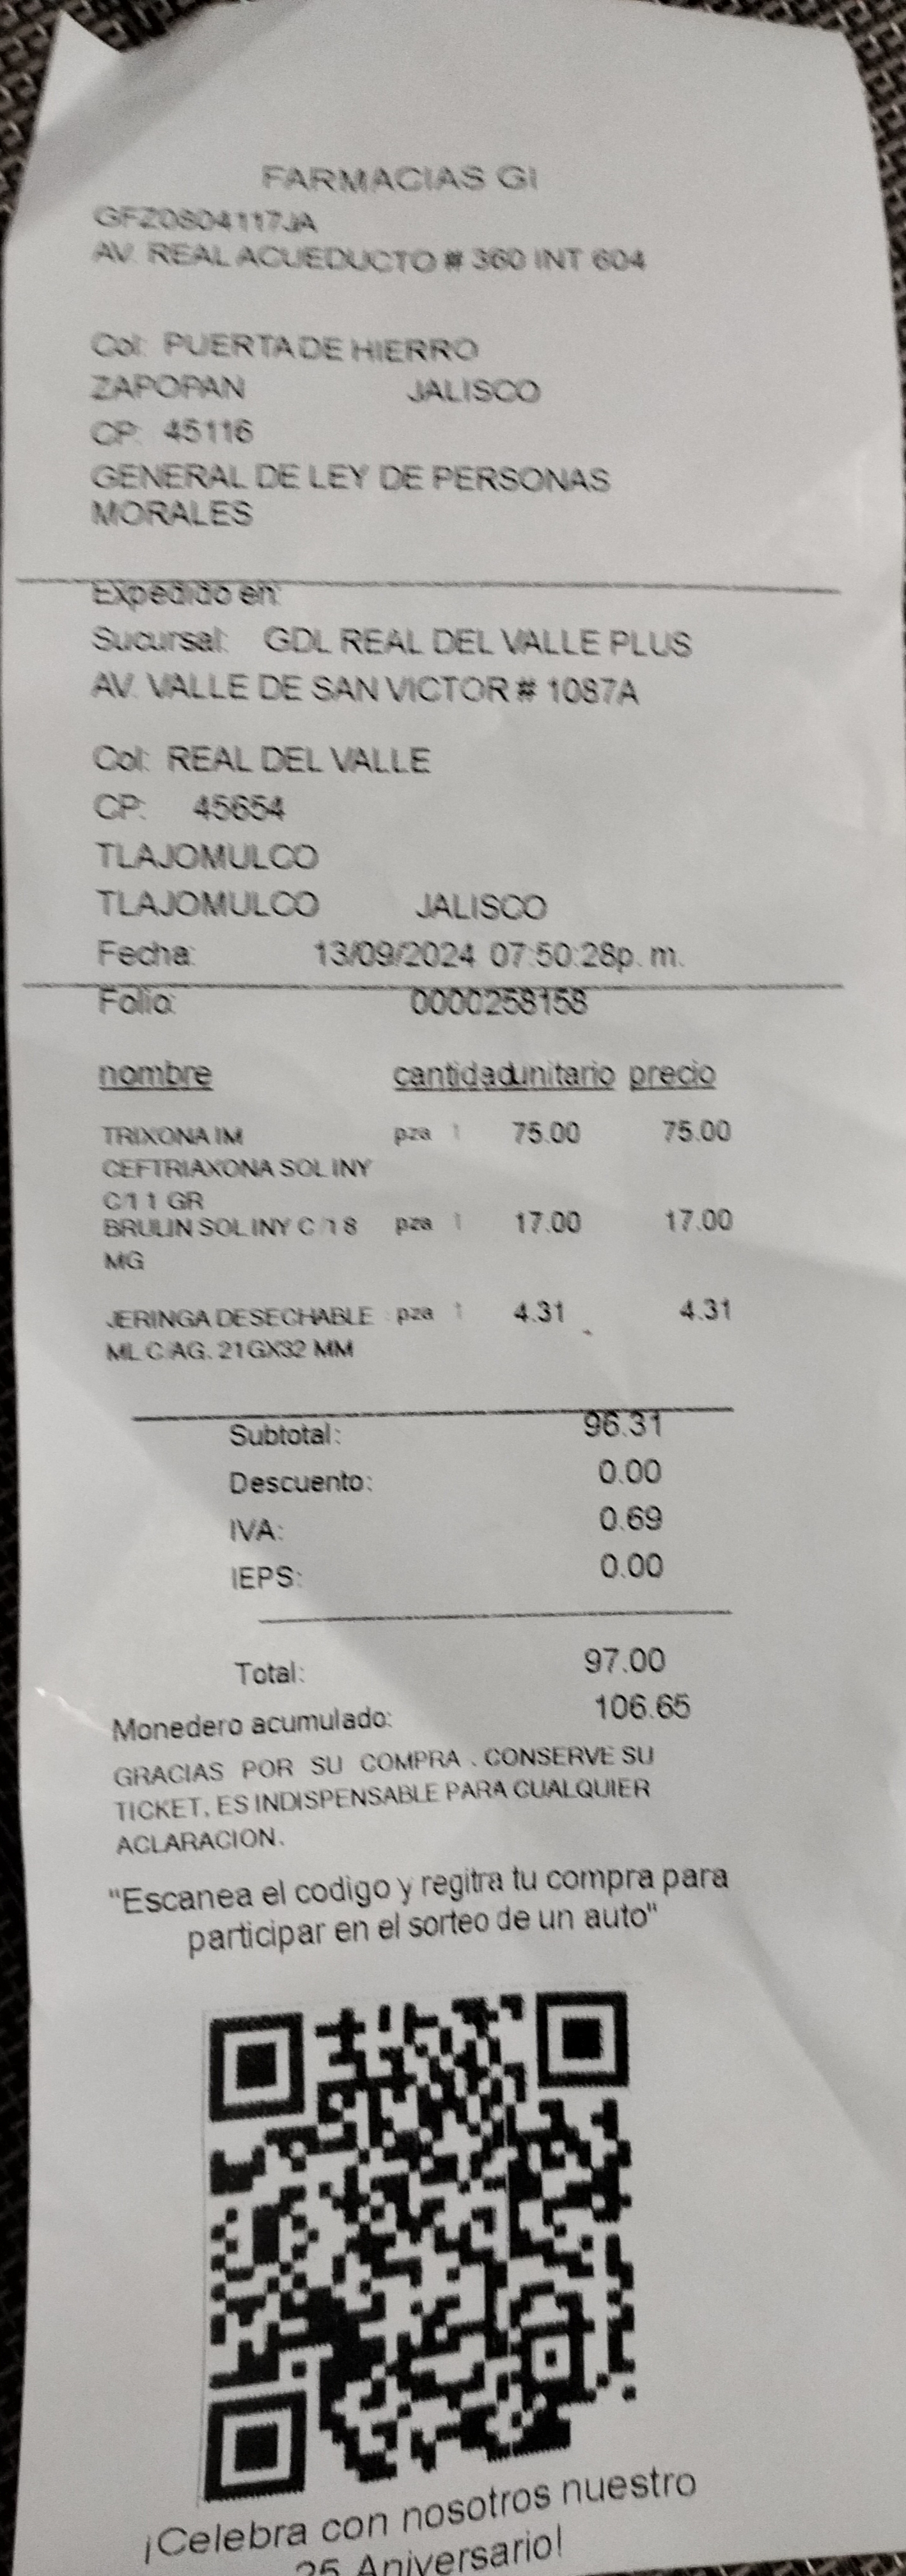 FARMACIAS GI
GFZ0804117JA
AV. REAL ACUEDUCTO # 360 INT 604
Col: PUERTA DE HIERRO
ZAPOPAN JALISCO
CP: 45116
GENERAL DE LEY DE PERSONAS
MORALES
Expedido en:
Sucursal: GDL REAL DEL VALLE PLUS
AV. VALLE DE SAN VICTOR # 1087A
Col: REAL DEL VALLE
CP: 45654
TLAJOMULCO
TLAJOMULCO JALISCO
Fecha: 13/09/2024 07:50:28p. m.
Folio: 0000258158
nombre cantidad unitario precio
TRIXONA IM pza 1 75.00 75.00
CEFTRIAXONA SOL INY
C/1 1 GR
BRULIN SOL INY C/1 8 pza 1 17.00 17.00
MG
JERINGA DESECHABLE pza 1 4.31 4.31
ML C/AG. 21GX32 MM
Subtotal: 96.31
Descuento: 0.00
IVA: 0.69
IEPS: 0.00
Total: 97.00
Monedero acumulado: 106.65
GRACIAS POR SU COMPRA . CONSERVE SU
TICKET, ES INDISPENSABLE PARA CUALQUIER
ACLARACION.
"Escanea el codigo y regitra tu compra para
participar en el sorteo de un auto"
¡Celebra con nosotros nuestro
25 Aniversario!